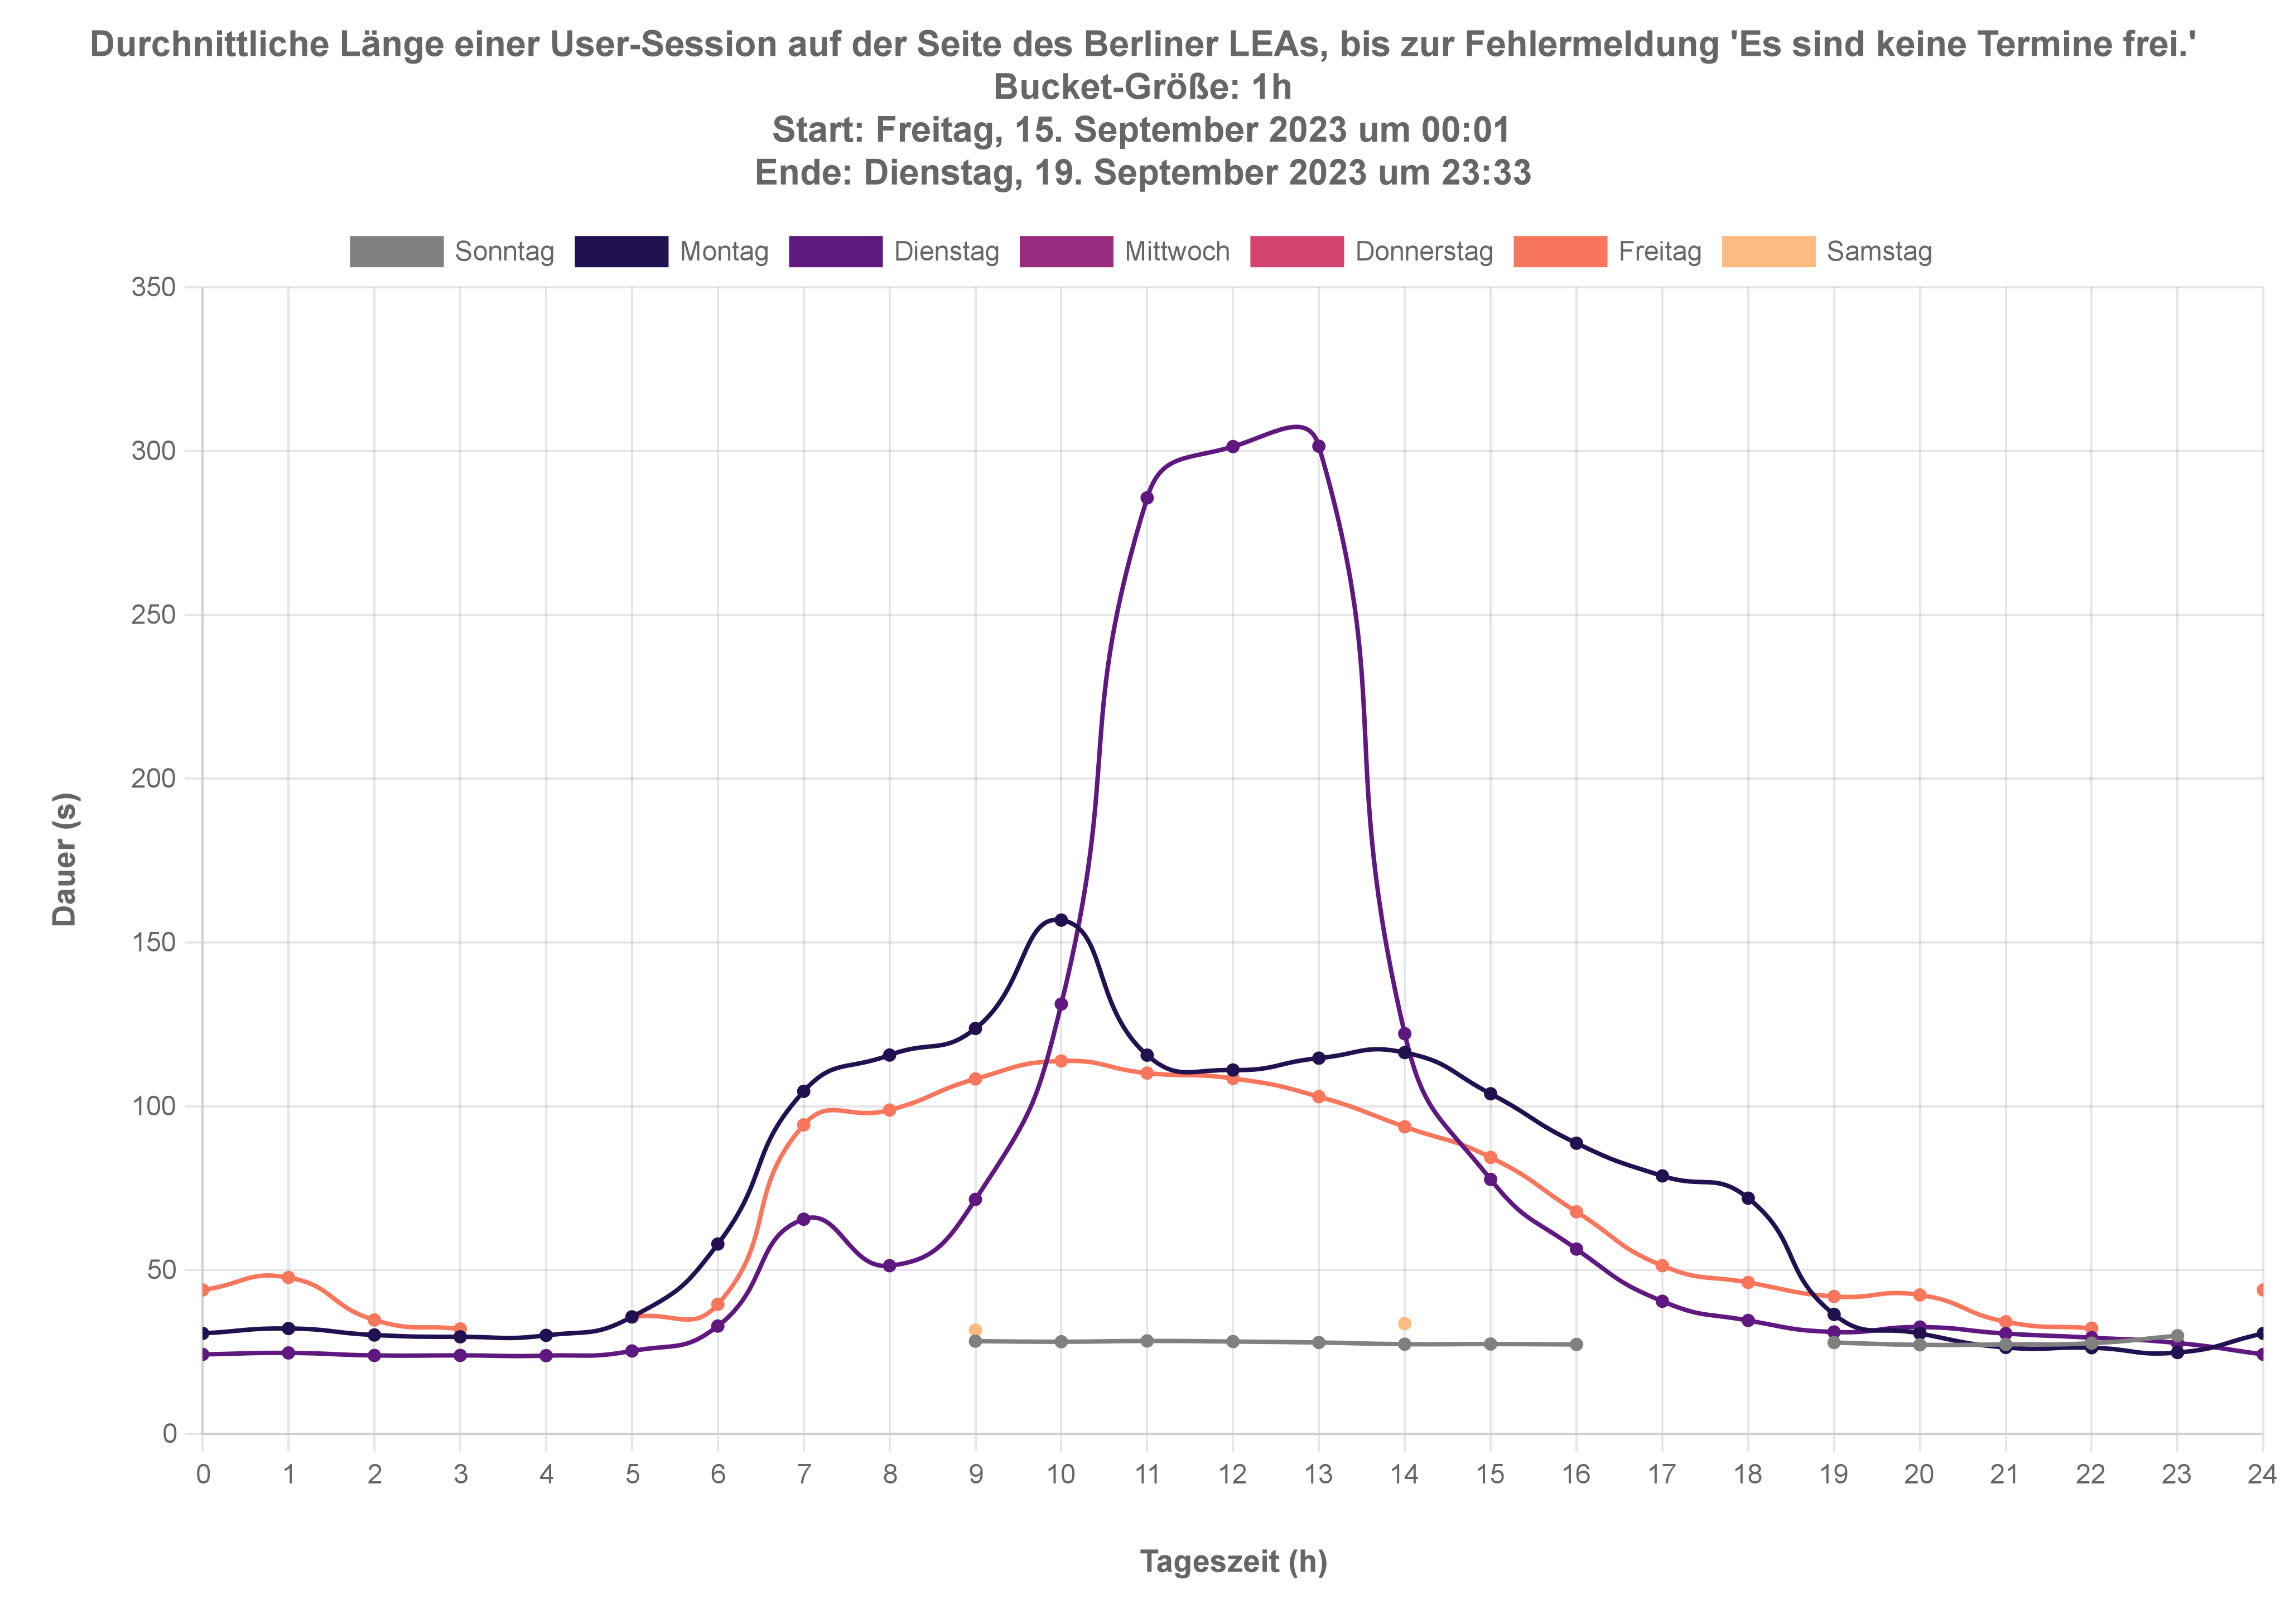 Durchnittliche Länge einer User-Session auf der Seite des Berliner LEAs, bis zur Fehlermeldung 'Es sind keine Termine frei.'
Bucket-Größe: 1h
Start: Freitag, 15. September 2023 um 00:01
Ende: Dienstag, 19. September 2023 um 23:33
Sonntag Montag Dienstag Mittwoch Donnerstag Freitag Samstag
350
300
250
200
150
100
50
0
Dauer (s)
0 1 2 3 4 5 6 7 8 9 10 11 12 13 14 15 16 17 18 19 20 21 22 23 24
Tageszeit (h)